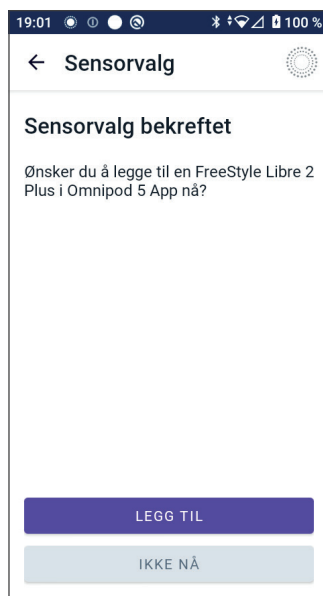 19:01 100 %
Sensorvalg
Sensorvalg bekreftet
Ønsker du å legge til en FreeStyle Libre 2
Plus i Omnipod 5 App nå?
LEGG TIL
IKKE NÅ